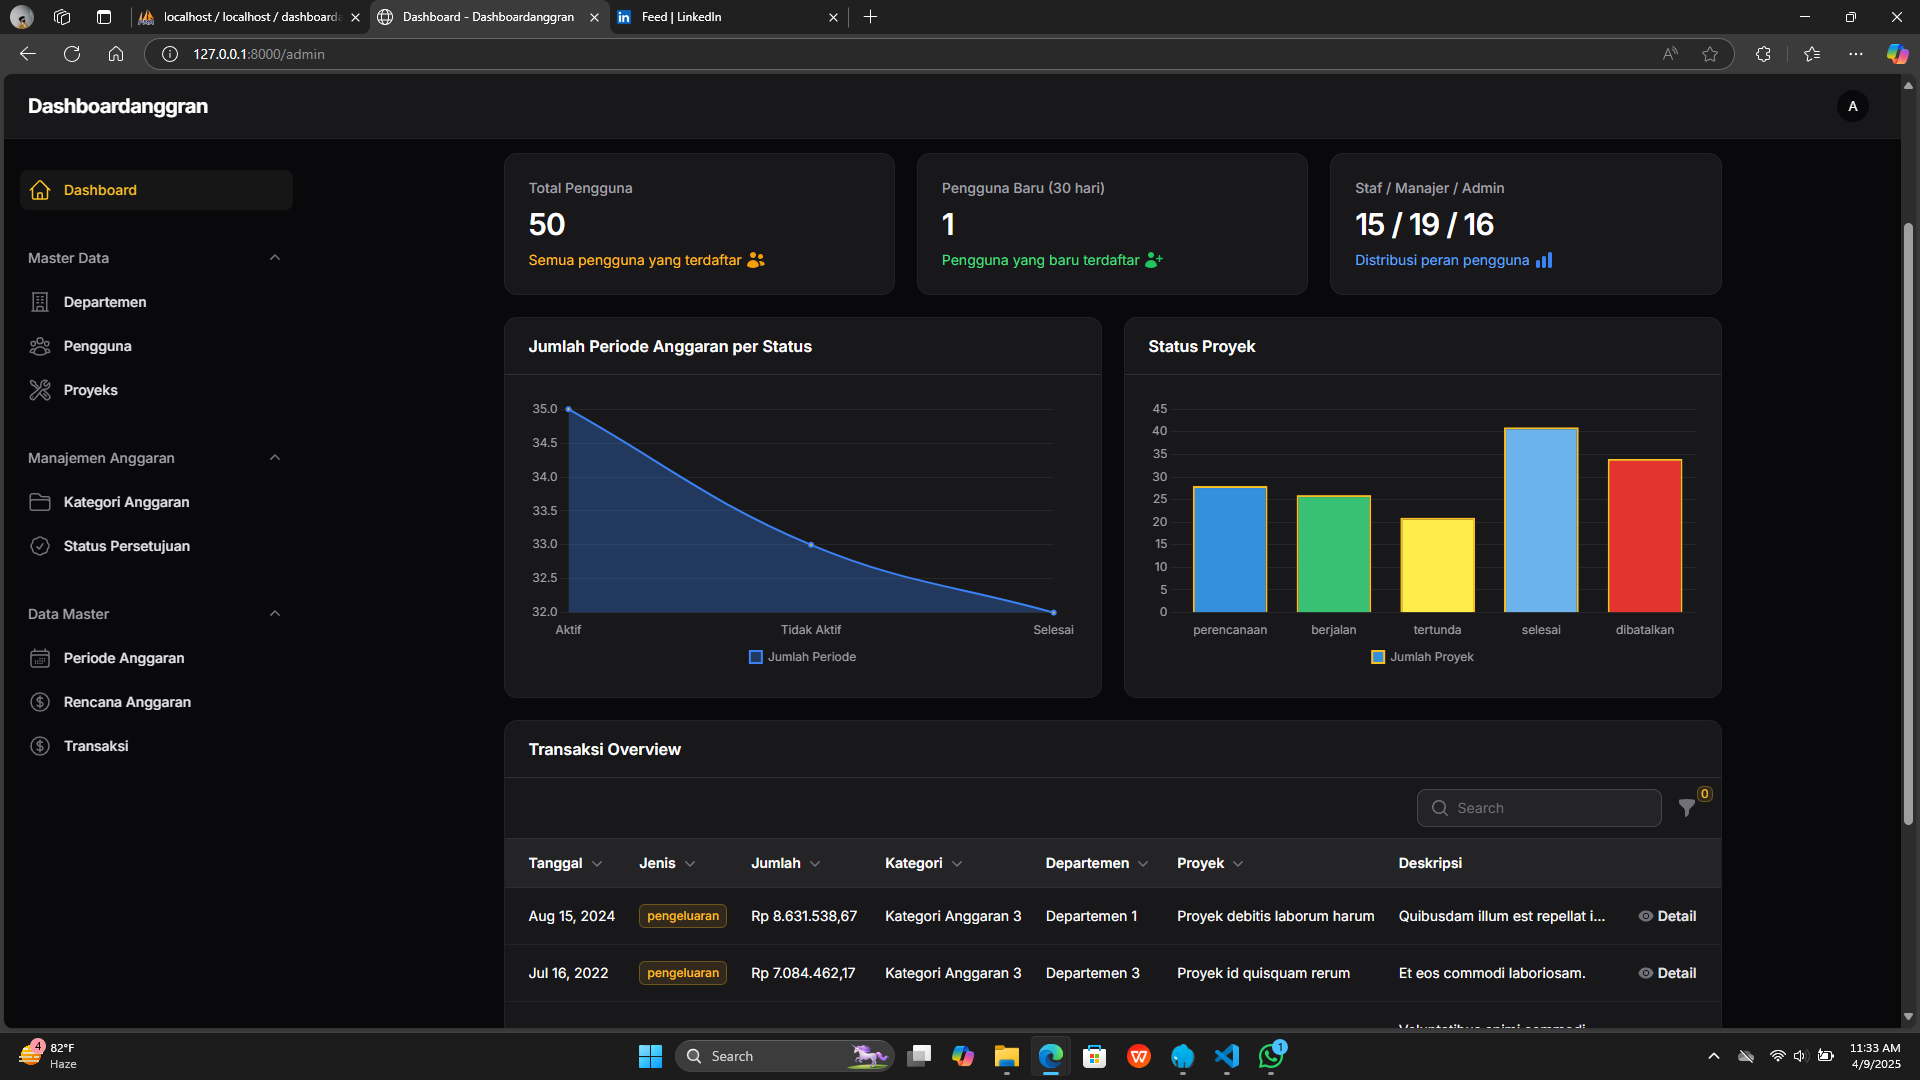 localhost / localhost / dashboarda
Dashboard - Dashboardanggran
Feed | LinkedIn
127.0.0.1:8000/admin
Dashboardanggran
A
Dashboard
Master Data
Departemen
Pengguna
Proyeks
Manajemen Anggaran
Kategori Anggaran
Status Persetujuan
Data Master
Periode Anggaran
Rencana Anggaran
Transaksi
Total Pengguna
50
Semua pengguna yang terdaftar
Pengguna Baru (30 hari)
1
Pengguna yang baru terdaftar
Staf / Manajer / Admin
15 / 19 / 16
Distribusi peran pengguna
Jumlah Periode Anggaran per Status
35.0
34.5
34.0
33.5
33.0
32.5
32.0
Aktif Tidak Aktif Selesai
Jumlah Periode
Status Proyek
45
40
35
30
25
20
15
10
5
0
perencanaan berjalan tertunda selesai dibatalkan
Jumlah Proyek
Transaksi Overview
Search
0
Tanggal Jenis Jumlah Kategori Departemen Proyek Deskripsi
Aug 15, 2024 pengeluaran Rp 8.631.538,67 Kategori Anggaran 3 Departemen 1 Proyek debitis laborum harum Quibusdam illum est repellat i... Detail
Jul 16, 2022 pengeluaran Rp 7.084.462,17 Kategori Anggaran 3 Departemen 3 Proyek id quisquam rerum Et eos commodi laboriosam. Detail
4
82°F
Haze
Search
1
11:33 AM
4/9/2025